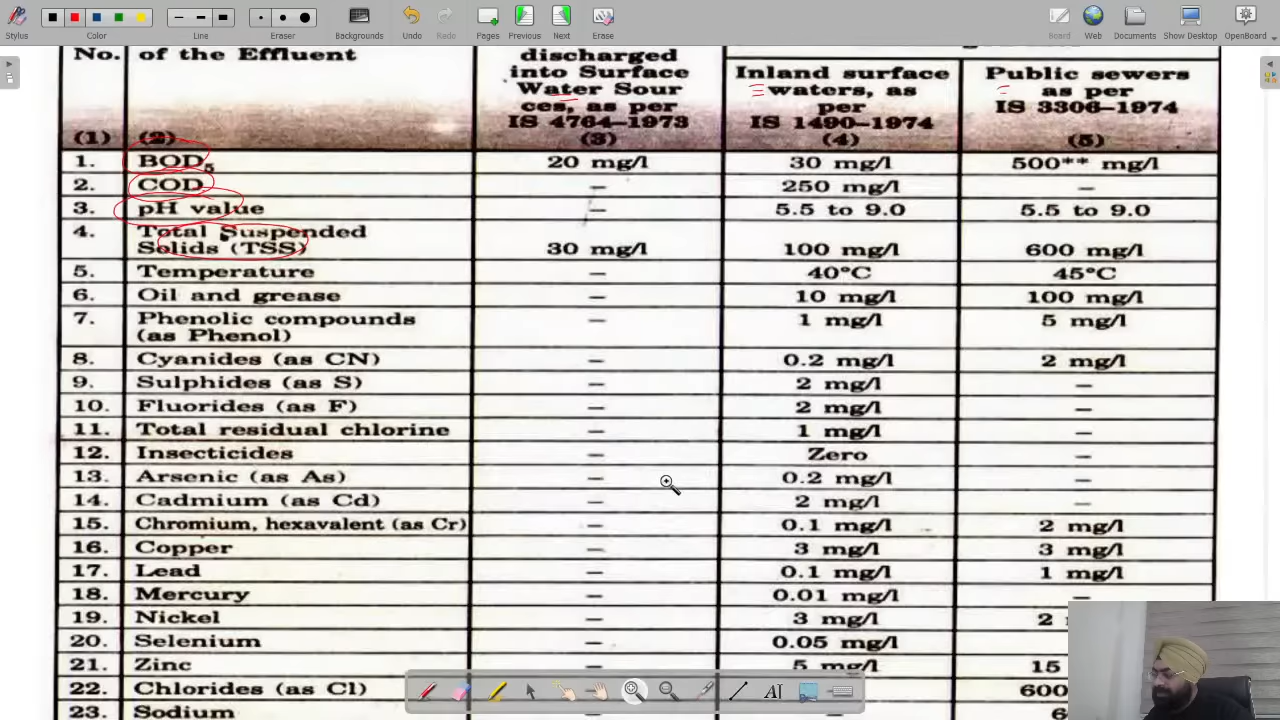 Stylus
Line
Eraser
Backgrounds
Undo
Redo
Pages
Previous
Next
Erase
Board
Web
Documents
Show Desktop
OpenBoard
No. of the Effluent discharged into Surface Water Sour ces, as per IS 4764-1973 Inland surface waters, as per IS 1490-1974 Public sewers as per IS 3306-1974
(1) (2) (3) (4) (5)
1. BOD5 20 mg/l 30 mg/l 500** mg/l
2. COD – 250 mg/l –
3. pH value – 5.5 to 9.0 5.5 to 9.0
4. Total Suspended
Solids (TSS) 30 mg/l 100 mg/l 600 mg/l
5. Temperature – 40°C 45°C
6. Oil and grease – 10 mg/l 100 mg/l
7. Phenolic compounds – 1 mg/l 5 mg/l
(as Phenol)
8. Cyanides (as CN) – 0.2 mg/l 2 mg/l
9. Sulphides (as S) – 2 mg/l –
10. Fluorides (as F) – 2 mg/l –
11. Total residual chlorine – 1 mg/l –
12. Insecticides – Zero –
13. Arsenic (as As) – 0.2 mg/l –
14. Cadmium (as Cd) – 2 mg/l –
15. Chromium, hexavalent (as Cr) – 0.1 mg/l 2 mg/l
16. Copper – 3 mg/l 3 mg/l
17. Lead – 0.1 mg/l 1 mg/l
18. Mercury – 0.01 mg/l –
19. Nickel – 3 mg/l 2
20. Selenium – 0.05 mg/l
21. Zinc – 5 mg/l 15
22. Chlorides (as Cl) 600
23. Sodium